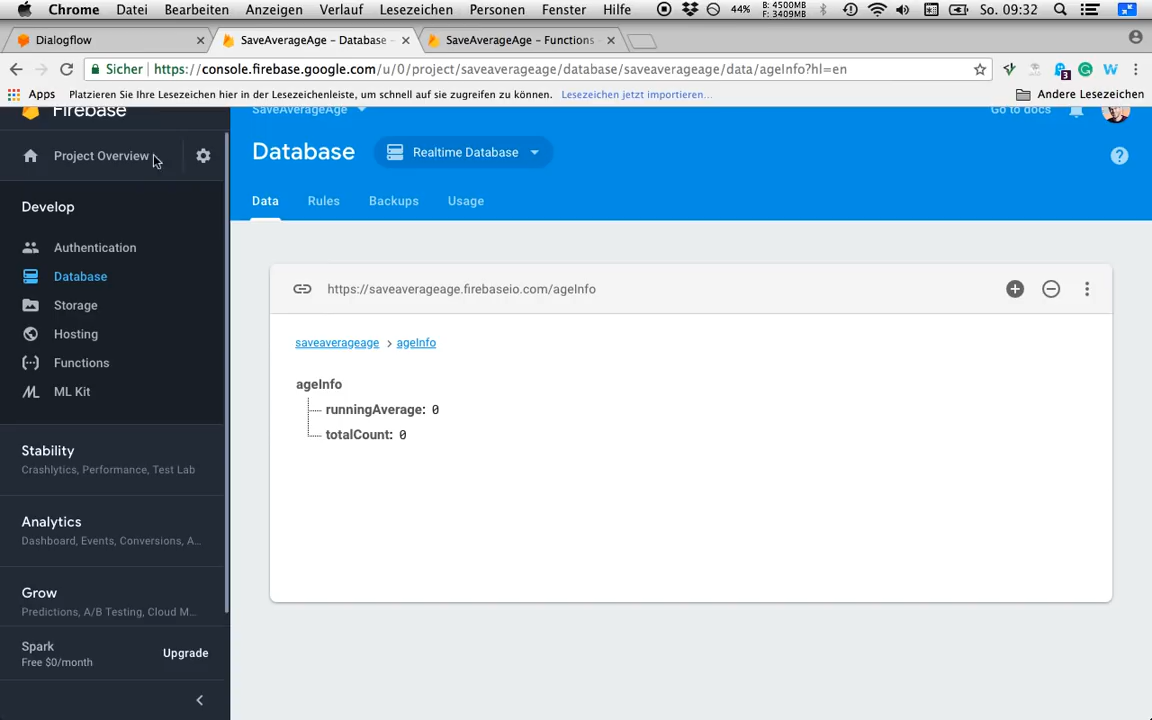 Chrome Datei Bearbeiten Anzeigen Verlauf Lesezeichen Personen Fenster Hilfe 44% B: 4500MB F: 3409MB So. 09:32
Dialogflow SaveAverageAge - Database - SaveAverageAge - Functions -
Sicher https://console.firebase.google.com/u/0/project/saveaverageage/database/saveaverageage/data/ageInfo?hl=en 3
Apps Platzieren Sie Ihre Lesezeichen hier in der Lesezeichenleiste, um schnell auf sie zugreifen zu können. Lesezeichen jetzt importieren... Andere Lesezeichen
Firebase SaveAverageAge Go to docs
Project Overview
Database Realtime Database
Data Rules Backups Usage
Develop
Authentication
Database
Storage
Hosting
Functions
ML Kit
Stability
Crashlytics, Performance, Test Lab
Analytics
Dashboard, Events, Conversions, A...
Grow
Predictions, A/B Testing, Cloud M...
Spark
Free $0/month
Upgrade
https://saveaverageage.firebaseio.com/ageInfo
saveaverageage > ageInfo
ageInfo
runningAverage: 0
totalCount: 0